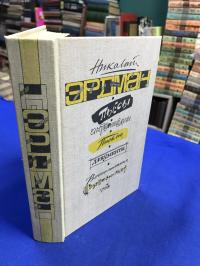 Николай
ЭРДМАН
Пьесы
Интермедии
Письма
ДОКУМЕНТЫ
Воспоминания
современников
ЭРДМАН